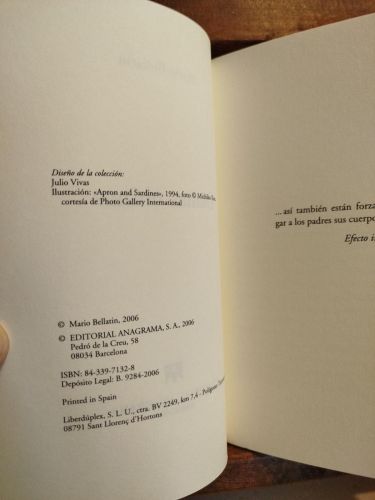 Diseño de la colección:
Julio Vivas
Ilustración: «Apron and Sardines», 1994, foto © Michiko
cortesía de Photo Gallery International
© Mario Bellatin, 2006
© EDITORIAL ANAGRAMA, S. A., 2006
Pedró de la Creu, 58
08034 Barcelona
ISBN: 84-339-7132-8
Depósito Legal: B. 9284-2006
Printed in Spain
Liberdúplex, S. L. U., ctra. BV 2249, km 7,4 - Polígono
08791 Sant Llorenç d'Hortons
...así también están forza
gar a los padres sus cuerpo
Efecto